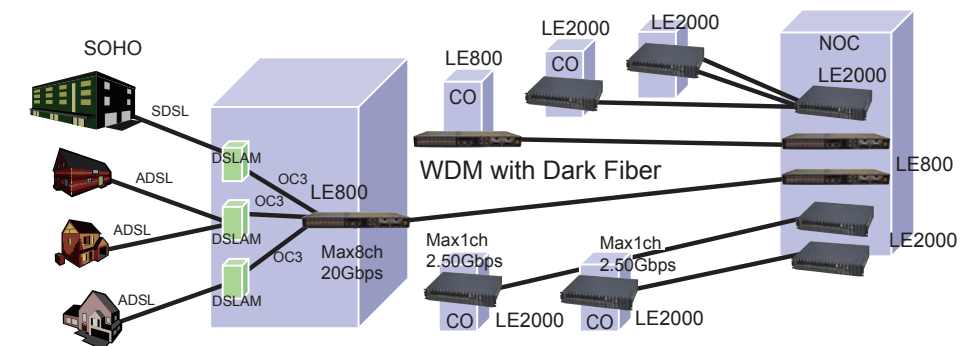 SOHO
SDSL
ADSL
ADSL
ADSL
DSLAM
DSLAM
DSLAM
OC3
OC3
OC3
LE800
Max8ch
20Gbps
LE800
CO
LE2000
CO
LE2000
NOC
LE2000
WDM with Dark Fiber
LE800
Max1ch
2.50Gbps
CO
LE2000
Max1ch
2.50Gbps
CO
LE2000
LE2000